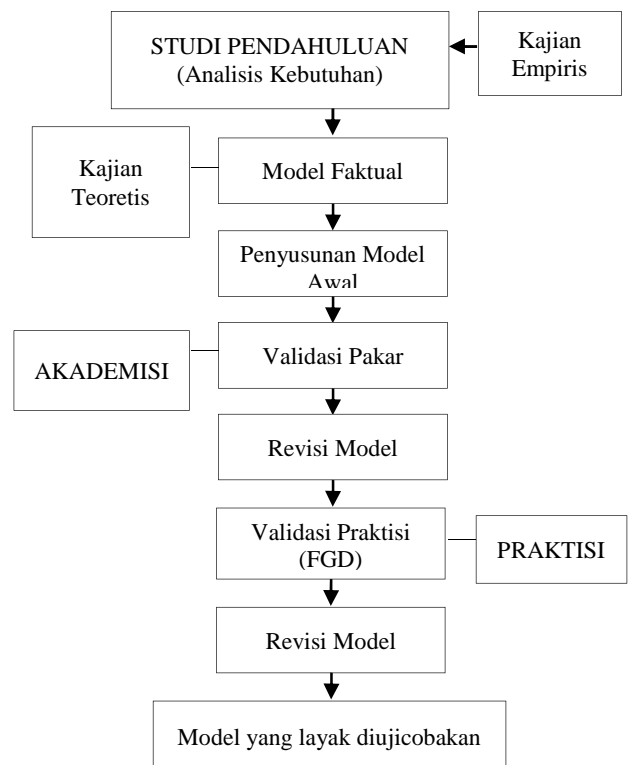 STUDI PENDAHULUAN
(Analisis Kebutuhan)
Kajian
Empiris
Kajian
Teoretis
Model Faktual
Penyusunan Model
Awal
AKADEMISI
Validasi Pakar
Revisi Model
Validasi Praktisi
(FGD)
PRAKTISI
Revisi Model
Model yang layak diujicobakan